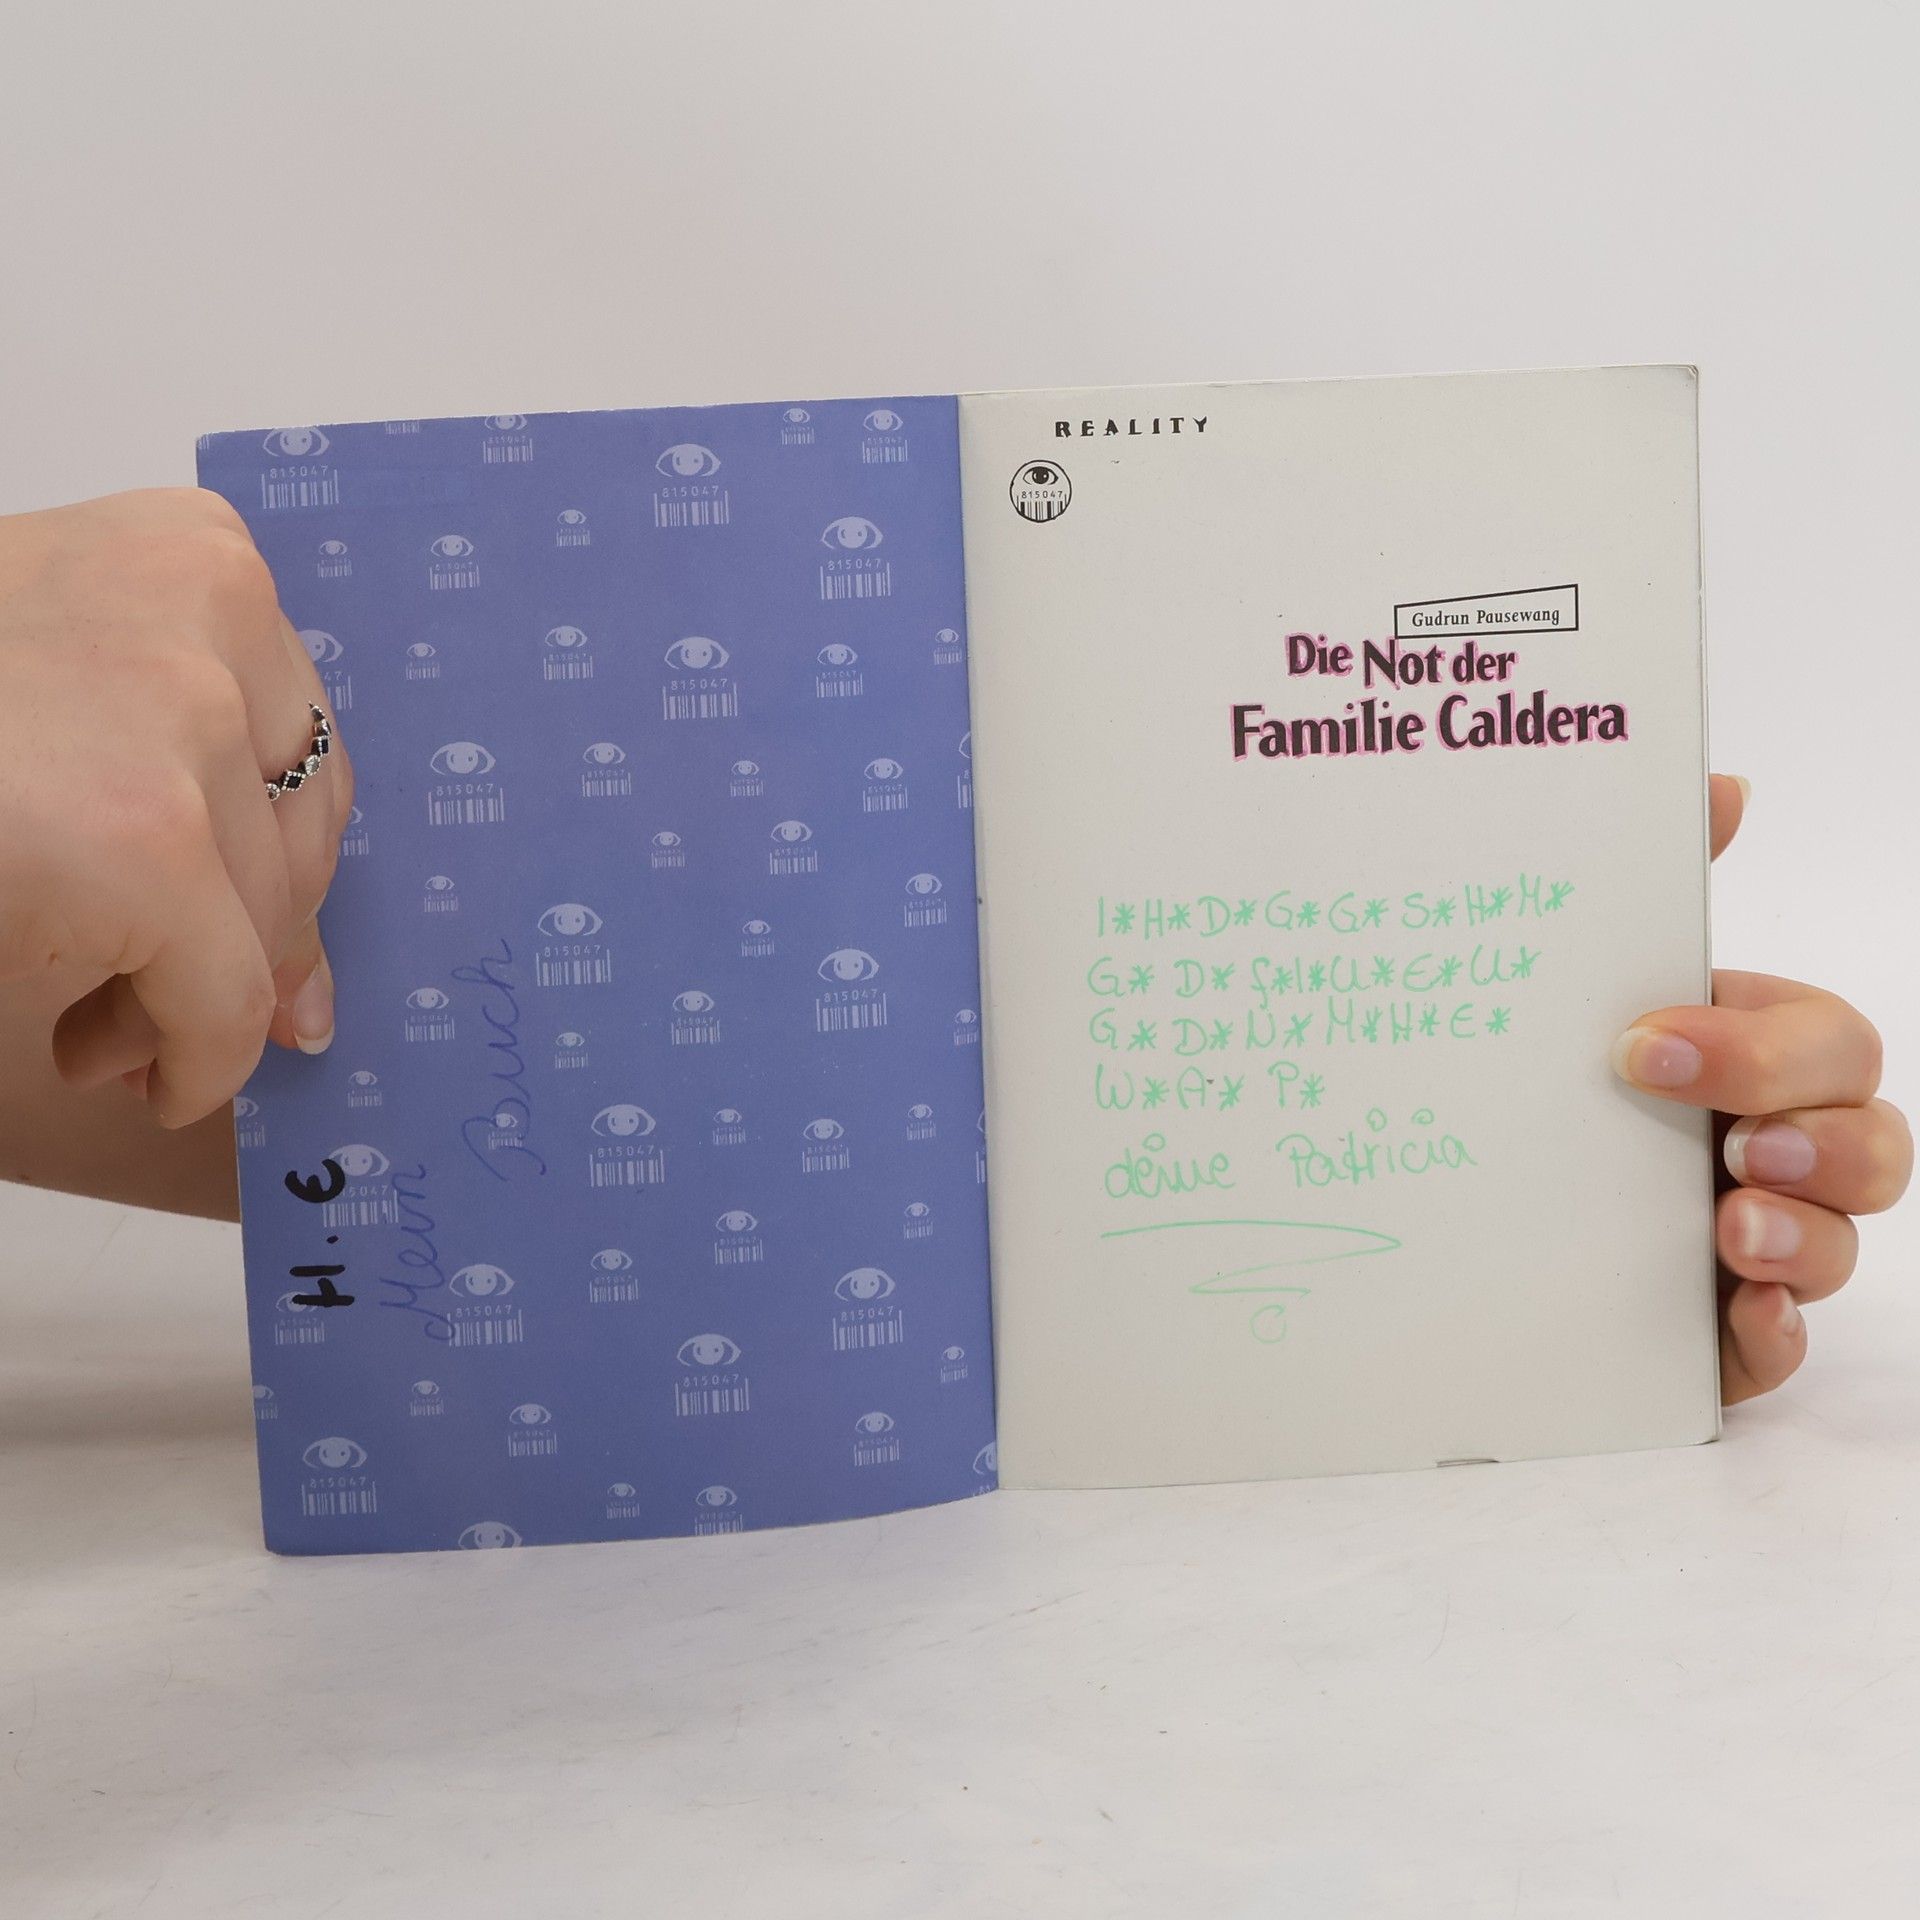 H.E
Mein
Buch
REALITY
815047
Gudrun Pausewang
Die Not der
Familie Caldera
I*H*D*G*G*S*H*M*
G*D*f*I*U*E*U*
G*D*N*M*H*E*
W*A*P*
deine Patricia